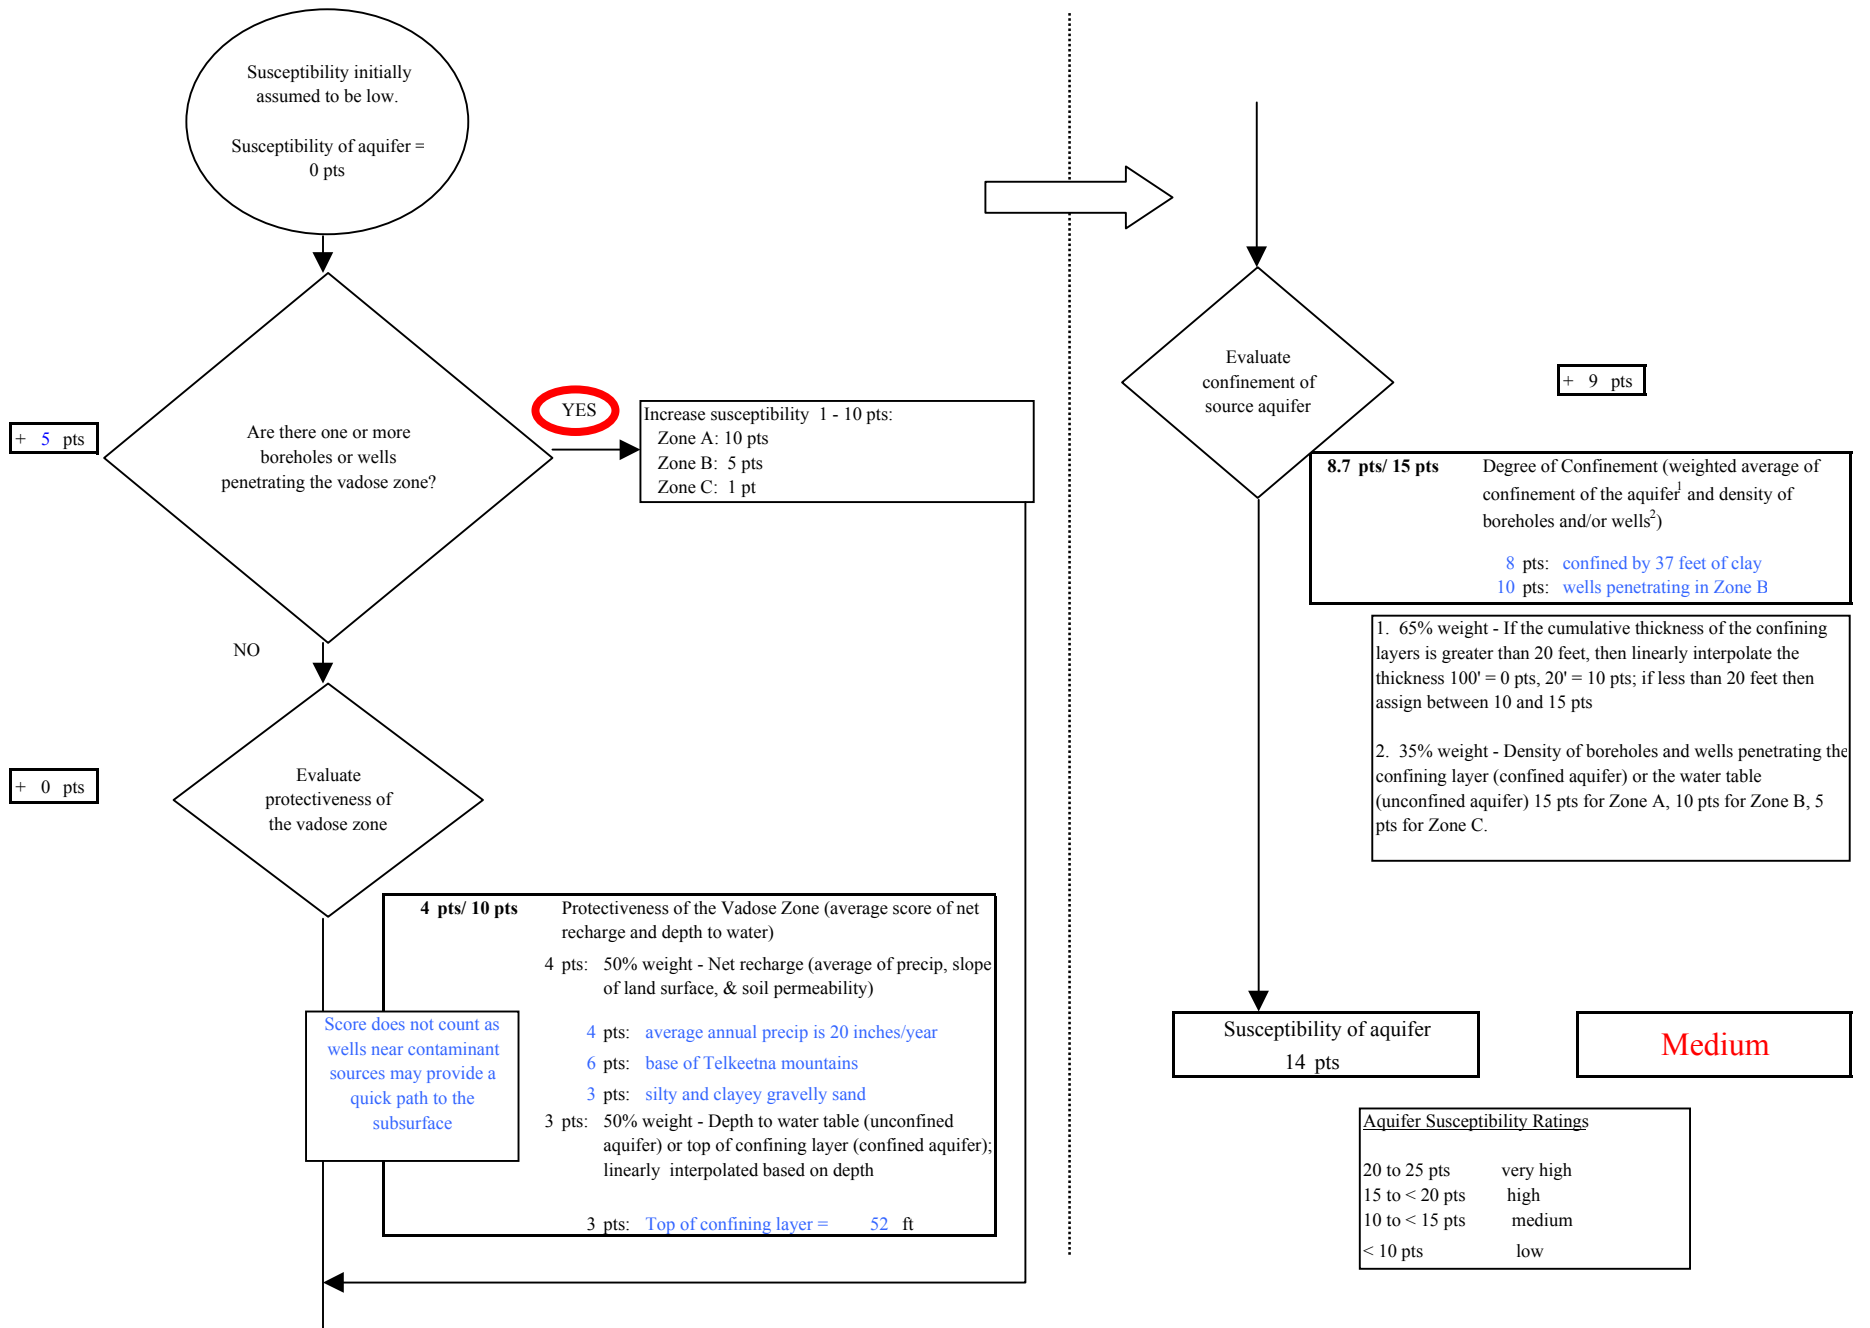 Susceptibility initially
assumed to be low.
Susceptibility of aquifer =
0 pts
+ 5 pts
Are there one or more
boreholes or wells
penetrating the vadose zone?
YES
Increase susceptibility 1 - 10 pts:
Zone A: 10 pts
Zone B: 5 pts
Zone C: 1 pt
NO
+ 0 pts
Evaluate
protectiveness of
the vadose zone
4 pts/ 10 pts
Protectiveness of the Vadose Zone (average score of net
recharge and depth to water)
4 pts: 50% weight - Net recharge (average of precip, slope
of land surface, & soil permeability)
4 pts: average annual precip is 20 inches/year
6 pts: base of Telkeetna mountains
3 pts: silty and clayey gravelly sand
3 pts: 50% weight - Depth to water table (unconfined
aquifer) or top of confining layer (confined aquifer);
linearly interpolated based on depth
3 pts: Top of confining layer = 52 ft
Score does not count as
wells near contaminant
sources may provide a
quick path to the
subsurface
Evaluate
confinement of
source aquifer
+ 9 pts
8.7 pts/ 15 pts
Degree of Confinement (weighted average of
confinement of the aquifer1 and density of
boreholes and/or wells2)
8 pts: confined by 37 feet of clay
10 pts: wells penetrating in Zone B
1. 65% weight - If the cumulative thickness of the confining
layers is greater than 20 feet, then linearly interpolate the
thickness 100' = 0 pts, 20' = 10 pts; if less than 20 feet then
assign between 10 and 15 pts
2. 35% weight - Density of boreholes and wells penetrating the
confining layer (confined aquifer) or the water table
(unconfined aquifer) 15 pts for Zone A, 10 pts for Zone B, 5
pts for Zone C.
Susceptibility of aquifer
14 pts
Medium
Aquifer Susceptibility Ratings
20 to 25 pts very high
15 to < 20 pts high
10 to < 15 pts medium
< 10 pts low